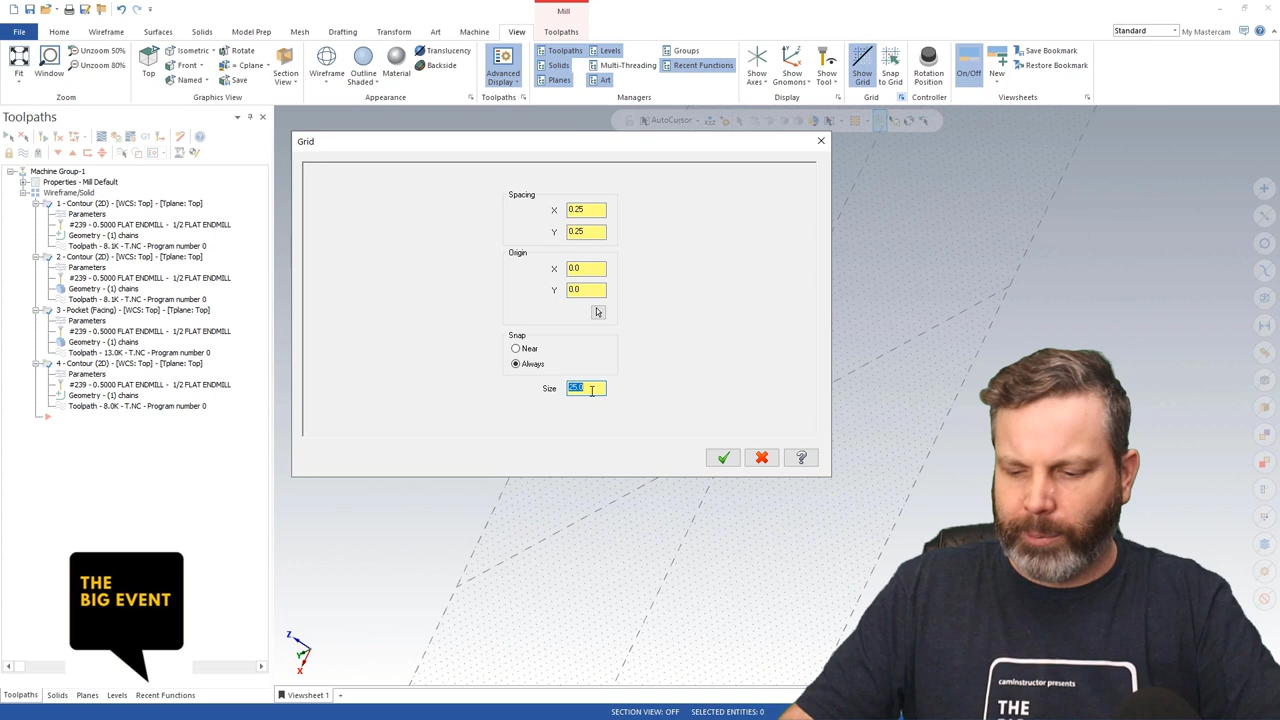 Mill
File Home Wireframe Surfaces Solids Model Prep Mesh Drafting Transform Art Machine View Toolpaths Standard My Mastercam
Fit
Window
Unzoom 50%
Unzoom 80%
Zoom
Top
Isometric
Front
Named
Rotate
= Cplane
Save
Section View
Graphics View
Wireframe
Outline Shaded
Material
Translucency
Backside
Appearance
Advanced Display
Toolpaths
Toolpaths
Solids
Planes
Levels
Multi-Threading
Art
Groups
Recent Functions
Managers
Show Axes
Show Gnomons
Show Tool
Display
Show Grid
Snap to Grid
Grid
Rotation Position
Controller
On/Off
New
Save Bookmark
Restore Bookmark
Viewsheets
Toolpaths
AutoCursor
Machine Group-1
Properties - Mill Default
Wireframe/Solid
1 - Contour (2D) - [WCS: Top] - [Tplane: Top]
Parameters
#239 - 0.5000 FLAT ENDMILL - 1/2 FLAT ENDMILL
Geometry - (1) chains
Toolpath - 8.1K - T.NC - Program number 0
2 - Contour (2D) - [WCS: Top] - [Tplane: Top]
Parameters
#239 - 0.5000 FLAT ENDMILL - 1/2 FLAT ENDMILL
Geometry - (1) chains
Toolpath - 8.1K - T.NC - Program number 0
3 - Pocket (Facing) - [WCS: Top] - [Tplane: Top]
Parameters
#239 - 0.5000 FLAT ENDMILL - 1/2 FLAT ENDMILL
Geometry - (1) chains
Toolpath - 13.0K - T.NC - Program number 0
4 - Contour (2D) - [WCS: Top] - [Tplane: Top]
Parameters
#239 - 0.5000 FLAT ENDMILL - 1/2 FLAT ENDMILL
Geometry - (1) chains
Toolpath - 8.0K - T.NC - Program number 0
Grid
Spacing
X 0.25
Y 0.25
Origin
X 0.0
Y 0.0
Snap
Near
Always
Size 25.0
THE
BIG EVENT
Z
Y
X
caminstructor presents
THE
Toolpaths Solids Planes Levels Recent Functions
Viewsheet 1
SECTION VIEW: OFF SELECTED ENTITIES: 0